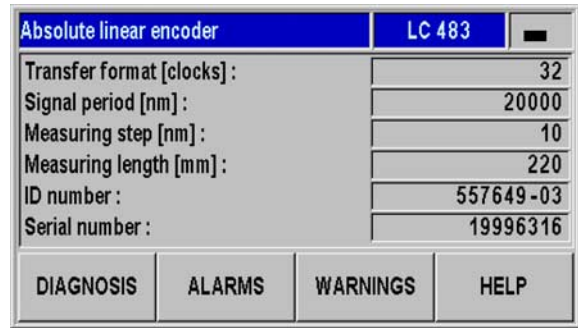 Absolute linear encoder LC 483
Transfer format [clocks] : 32
Signal period [nm] : 20000
Measuring step [nm] : 10
Measuring length [mm] : 220
ID number : 557649-03
Serial number : 19996316
DIAGNOSIS ALARMS WARNINGS HELP